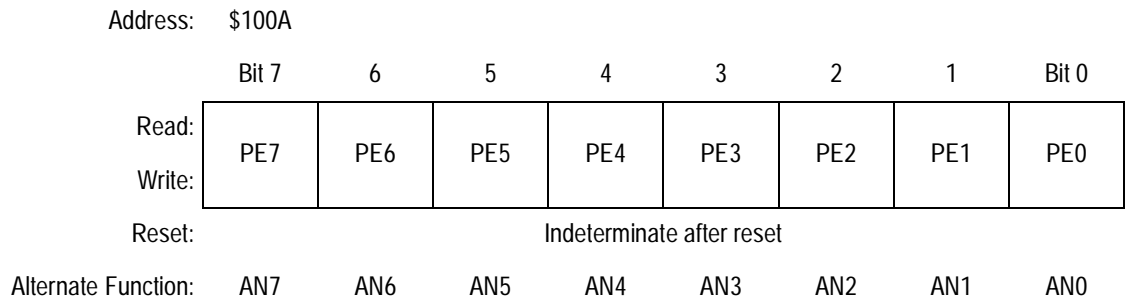 Address: $100A
Bit 7 6 5 4 3 2 1 Bit 0
Read:
PE7 PE6 PE5 PE4 PE3 PE2 PE1 PE0
Write:
Reset: Indeterminate after reset
Alternate Function: AN7 AN6 AN5 AN4 AN3 AN2 AN1 AN0